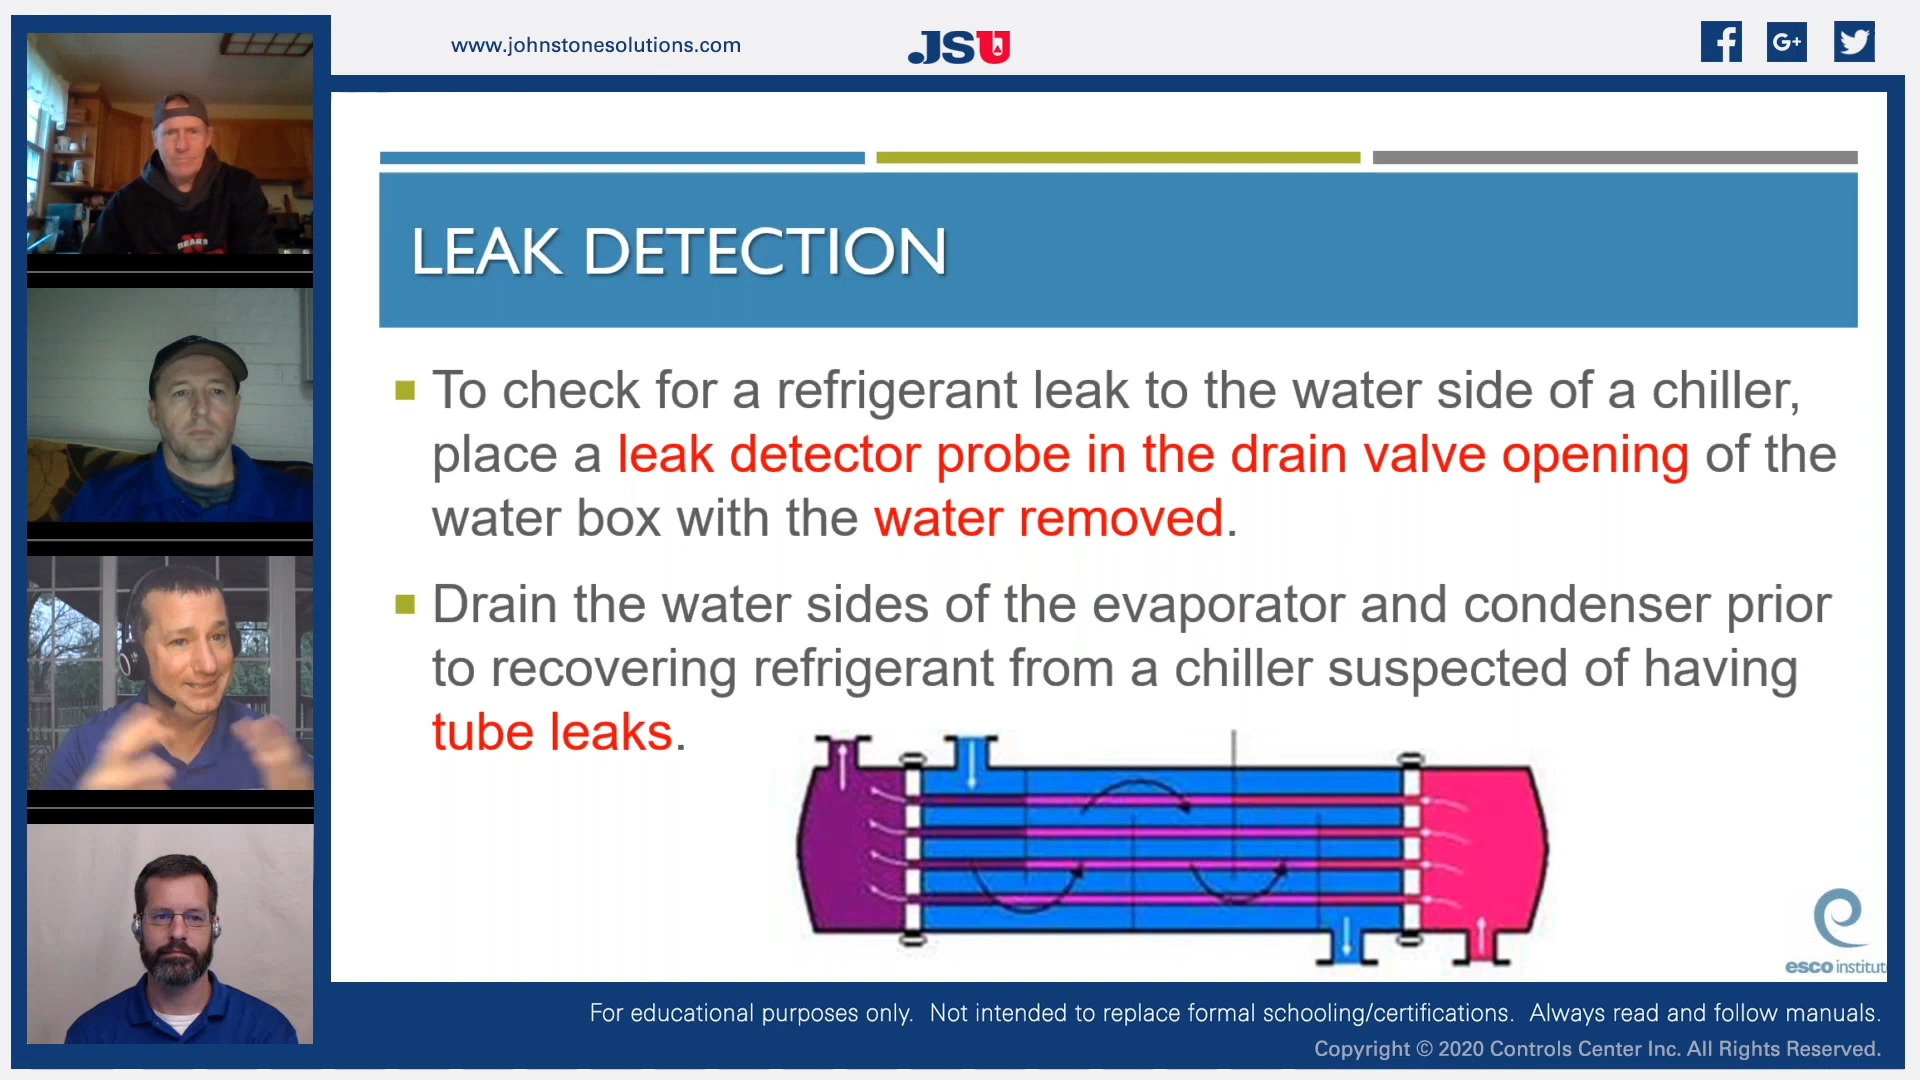 www.johnstonesolutions.com
JSU
G+
BEARS
LEAK DETECTION
To check for a refrigerant leak to the water side of a chiller,
place a leak detector probe in the drain valve opening of the
water box with the water removed.
Drain the water sides of the evaporator and condenser prior
to recovering refrigerant from a chiller suspected of having
tube leaks.
esco institut
For educational purposes only. Not intended to replace formal schooling/certifications. Always read and follow manuals.
Copyright © 2020 Controls Center Inc. All Rights Reserved.